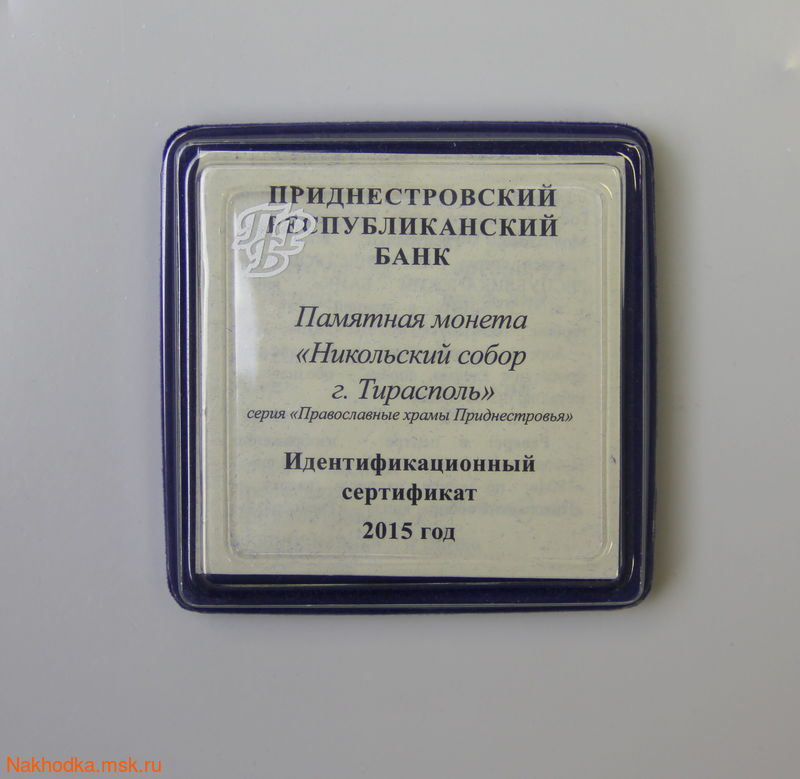 ПРИДНЕСТРОВСКИЙ
РЕСПУБЛИКАНСКИЙ
БАНК
ПРБ
Памятная монета
«Никольский собор
г. Тирасполь»
серия «Православные храмы Приднестровья»
Идентификационный
сертификат
2015 год
Nakhodka.msk.ru